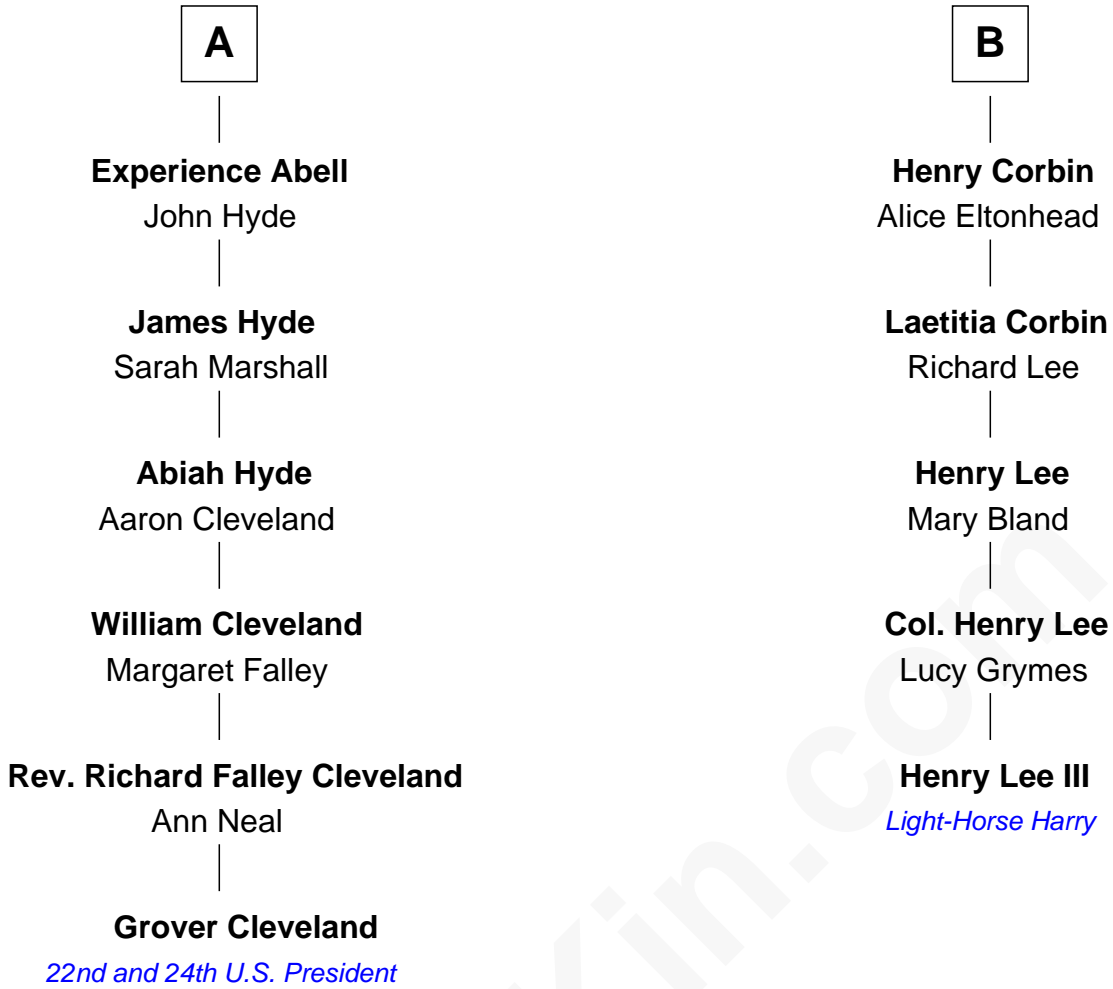 A
B
Experience Abell
John Hyde
Henry Corbin
Alice Eltonhead
James Hyde
Sarah Marshall
Laetitia Corbin
Richard Lee
Abiah Hyde
Aaron Cleveland
Henry Lee
Mary Bland
William Cleveland
Margaret Falley
Col. Henry Lee
Lucy Grymes
Rev. Richard Falley Cleveland
Ann Neal
Henry Lee III
Light-Horse Harry
Grover Cleveland
22nd and 24th U.S. President
Kin.com